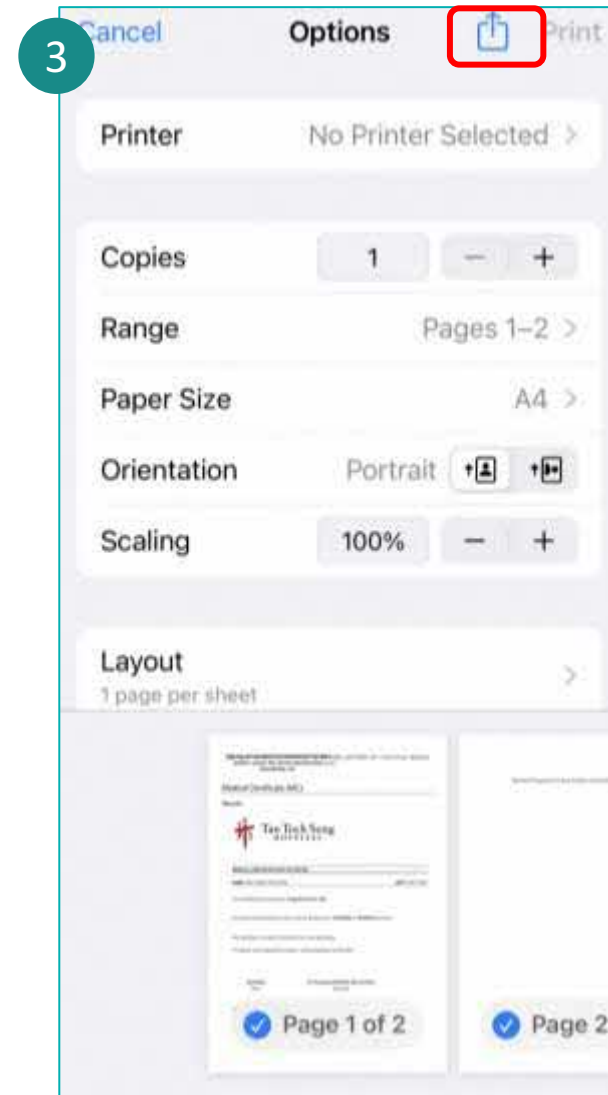 3
Cancel Options Print
Printer No Printer Selected >
Copies 1 − +
Range Pages 1–2 >
Paper Size A4 >
Orientation Portrait
Scaling 100% − +
Layout >
1 page per sheet
Medical Certificate (MC)
Tan Tock Seng
HOSPITAL
Page 1 of 2 Page 2